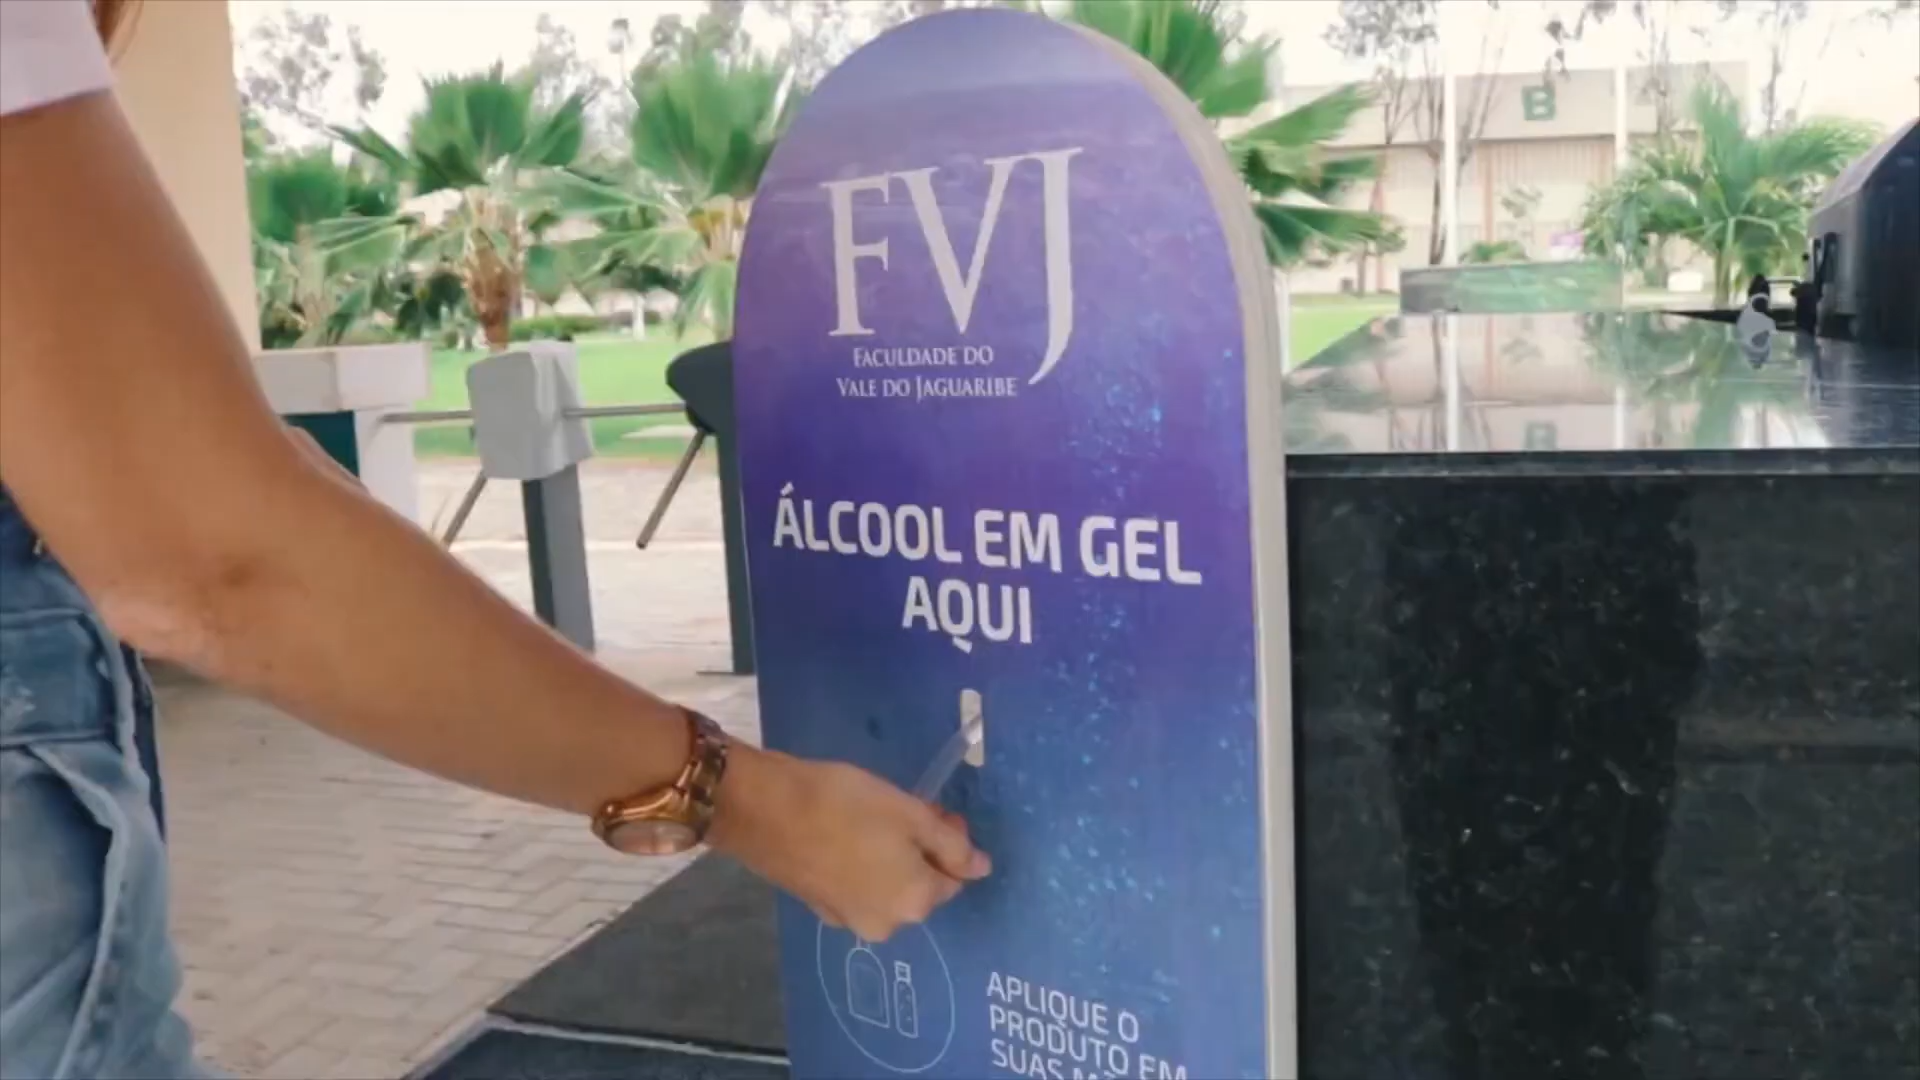 B
FVJ
FACULDADE DO
VALE DO JAGUARIBE
ÁLCOOL EM GEL
AQUI
APLIQUE O
PRODUTO EM
SUAS